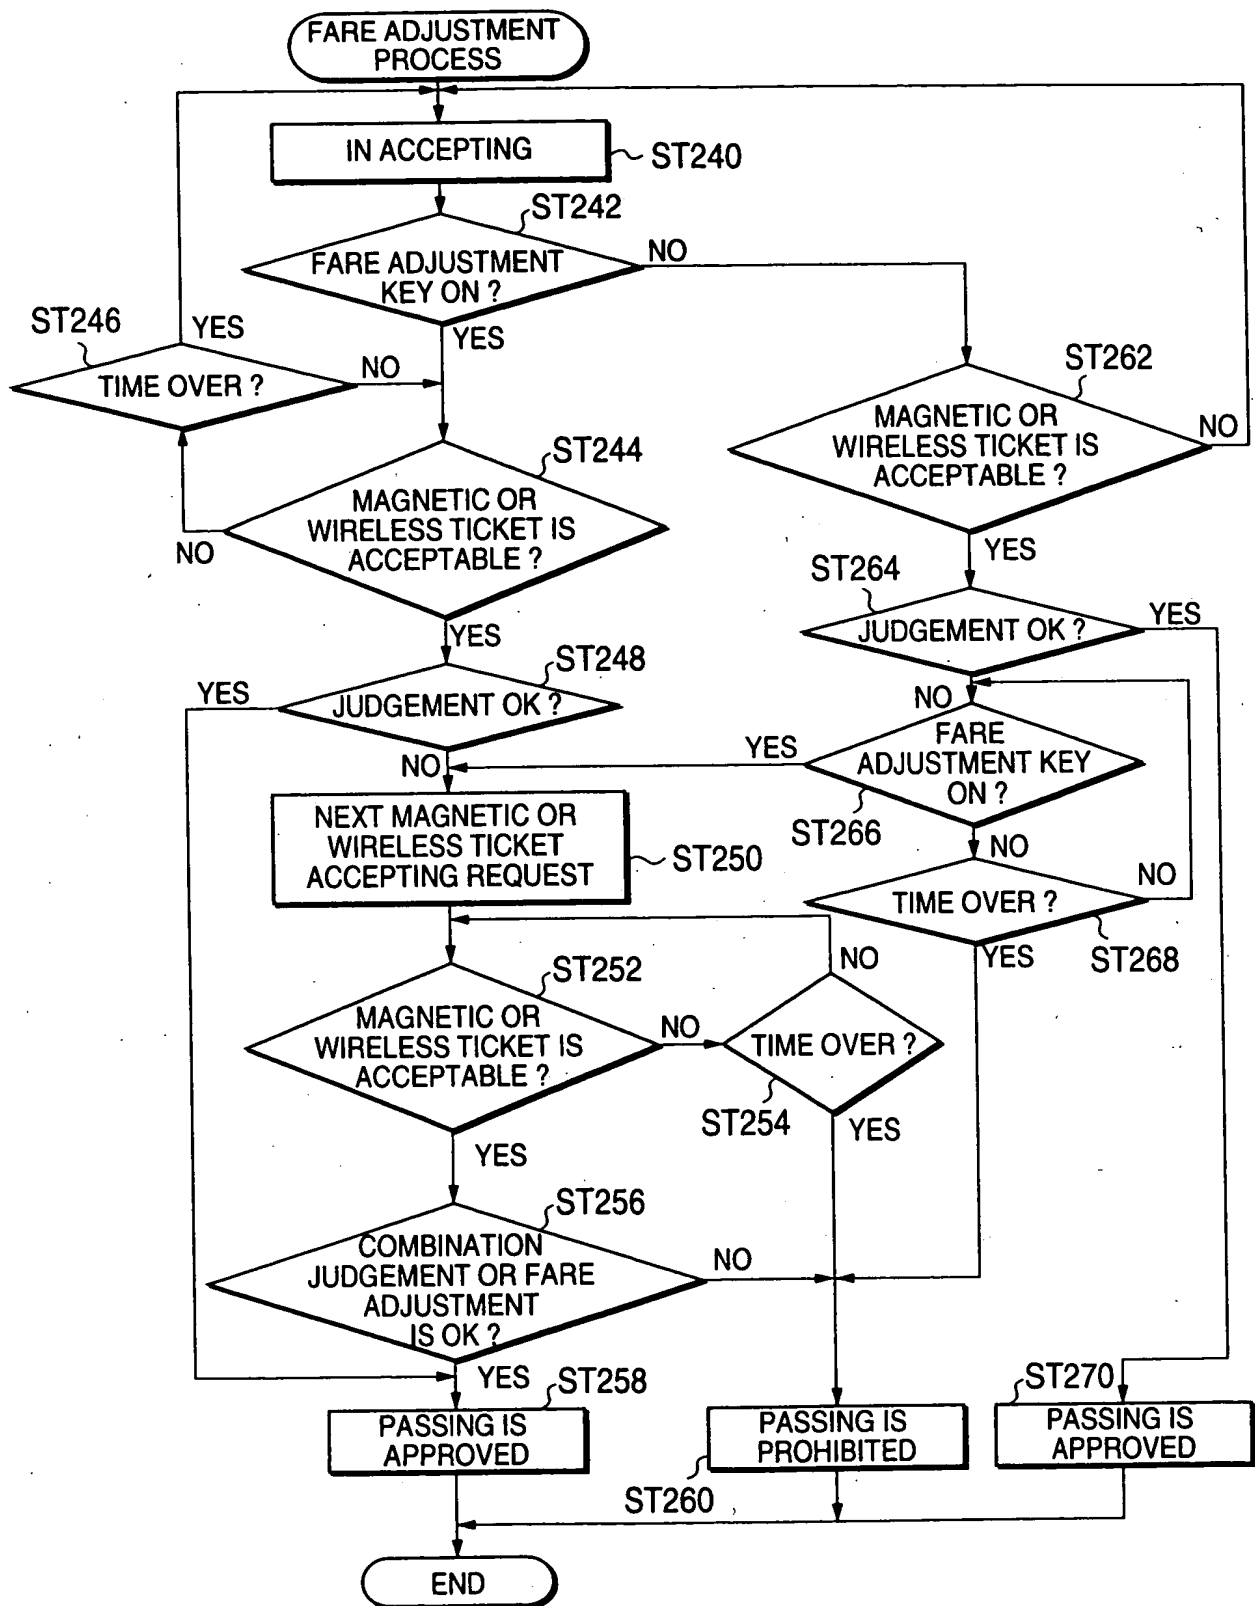 FARE ADJUSTMENT
PROCESS
IN ACCEPTING
ST240
ST242
FARE ADJUSTMENT
KEY ON ?
NO
YES
ST246
YES
TIME OVER ?
NO
ST262
MAGNETIC OR
WIRELESS TICKET IS
ACCEPTABLE ?
NO
YES
ST244
MAGNETIC OR
WIRELESS TICKET IS
ACCEPTABLE ?
NO
YES
ST264
JUDGEMENT OK ?
YES
NO
ST248
YES
JUDGEMENT OK ?
NO
YES
FARE
ADJUSTMENT KEY
ON ?
ST266
NO
NEXT MAGNETIC OR
WIRELESS TICKET
ACCEPTING REQUEST
ST250
TIME OVER ?
NO
YES
ST268
ST252
MAGNETIC OR
WIRELESS TICKET IS
ACCEPTABLE ?
NO
YES
NO
TIME OVER ?
ST254
YES
ST256
COMBINATION
JUDGEMENT OR FARE
ADJUSTMENT
IS OK ?
NO
YES
ST258
PASSING IS
APPROVED
PASSING IS
PROHIBITED
ST260
ST270
PASSING IS
APPROVED
END